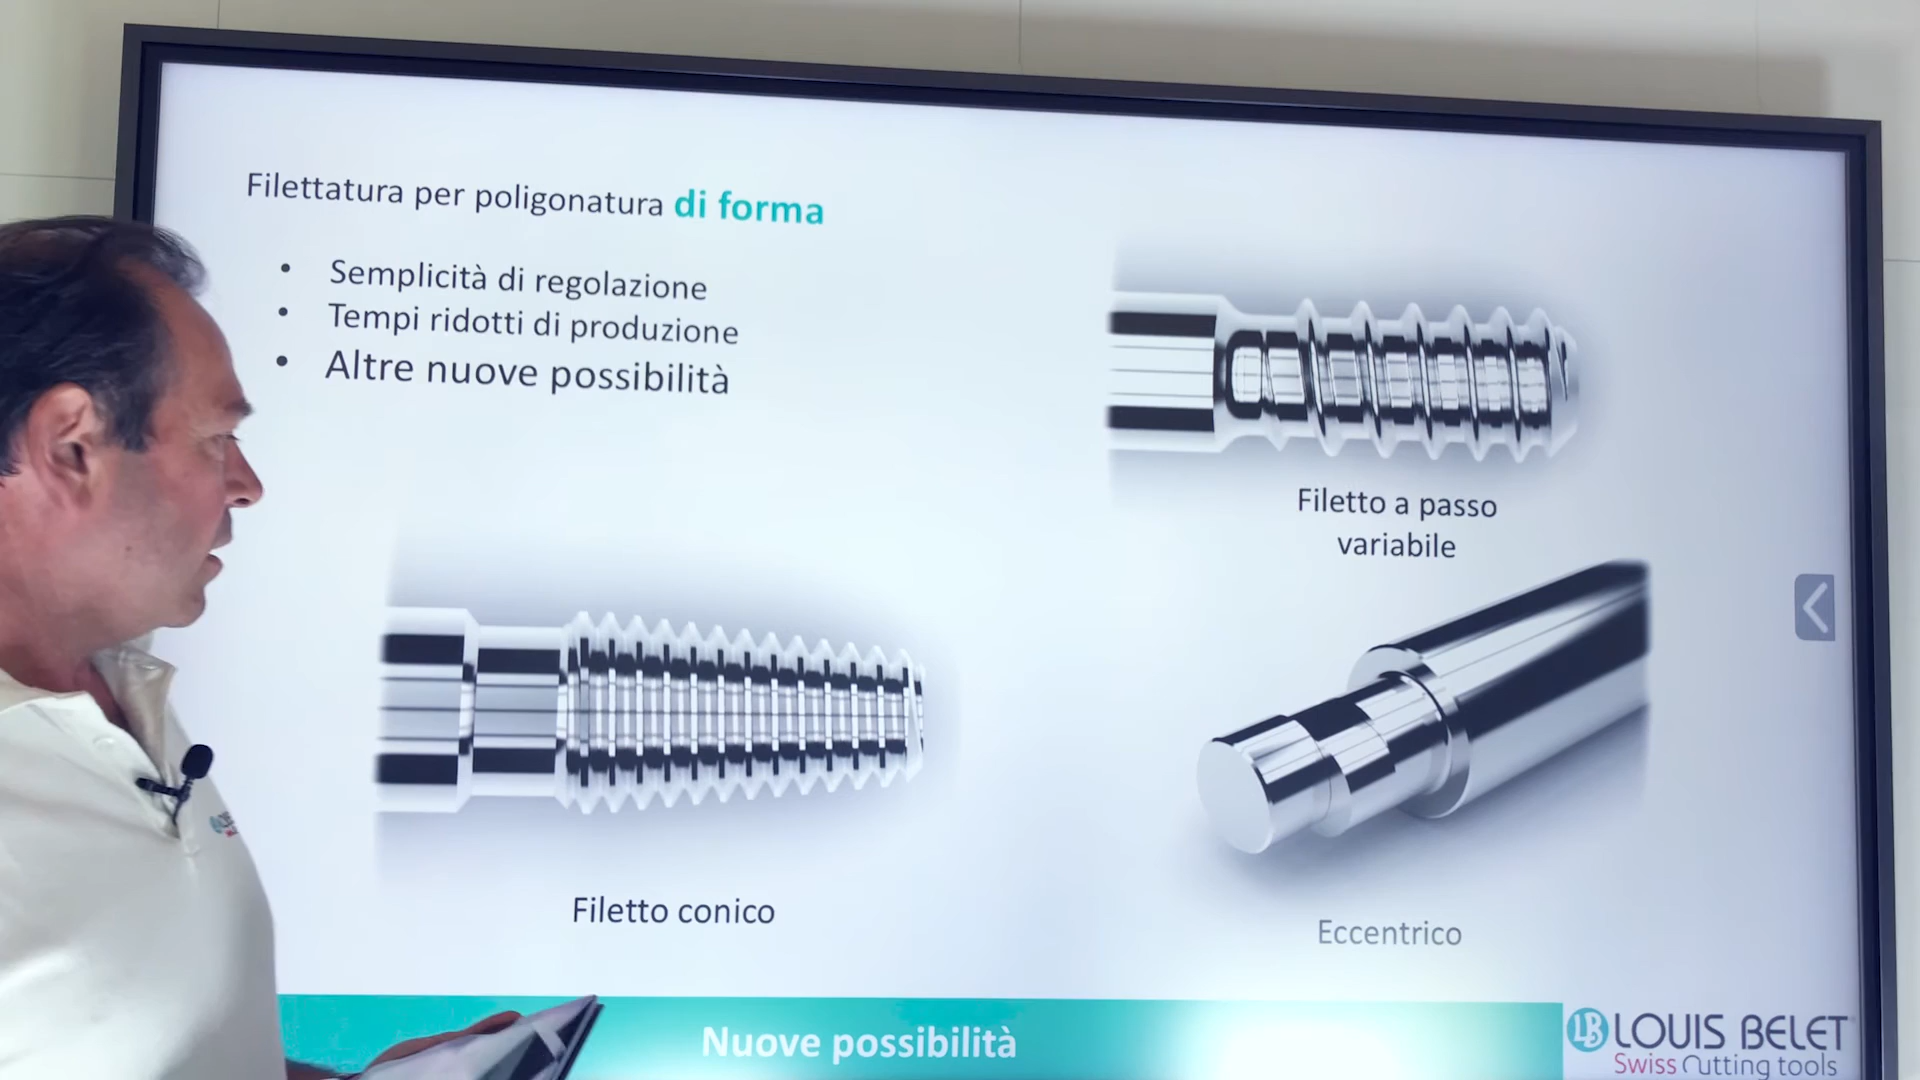 Filettatura per poligonatura di forma
• Semplicità di regolazione
• Tempi ridotti di produzione
• Altre nuove possibilità
Filetto a passo
variabile
Filetto conico
Eccentrico
Nuove possibilità
LB LOUIS BELET
Swiss Cutting tools